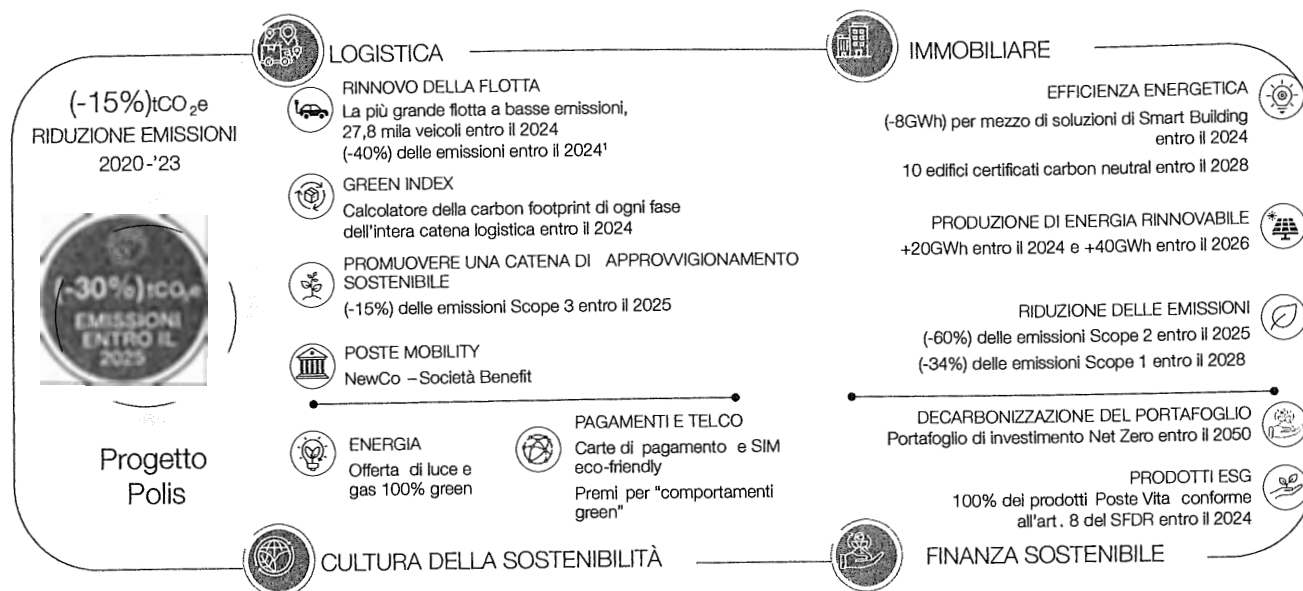 (-15%)tCO2e
RIDUZIONE EMISSIONI
2020-'23
(-30%)tCO2e
EMISSIONI
ENTRO IL
2025
Progetto
Polis
LOGISTICA
RINNOVO DELLA FLOTTA
La più grande flotta a basse emissioni,
27,8 mila veicoli entro il 2024
(-40%) delle emissioni entro il 2024¹
GREEN INDEX
Calcolatore della carbon footprint di ogni fase
dell'intera catena logistica entro il 2024
PROMUOVERE UNA CATENA DI APPROVVIGIONAMENTO
SOSTENIBILE
(-15%) delle emissioni Scope 3 entro il 2025
POSTE MOBILITY
NewCo – Società Benefit
IMMOBILIARE
EFFICIENZA ENERGETICA
(-8GWh) per mezzo di soluzioni di Smart Building
entro il 2024
10 edifici certificati carbon neutral entro il 2028
PRODUZIONE DI ENERGIA RINNOVABILE
+20GWh entro il 2024 e +40GWh entro il 2026
RIDUZIONE DELLE EMISSIONI
(-60%) delle emissioni Scope 2 entro il 2025
(-34%) delle emissioni Scope 1 entro il 2028
ENERGIA
Offerta di luce e
gas 100% green
PAGAMENTI E TELCO
Carte di pagamento e SIM
eco-friendly
Premi per "comportamenti
green"
CULTURA DELLA SOSTENIBILITÀ
DECARBONIZZAZIONE DEL PORTAFOGLIO
Portafoglio di investimento Net Zero entro il 2050
PRODOTTI ESG
100% dei prodotti Poste Vita conforme
all'art. 8 del SFDR entro il 2024
FINANZA SOSTENIBILE